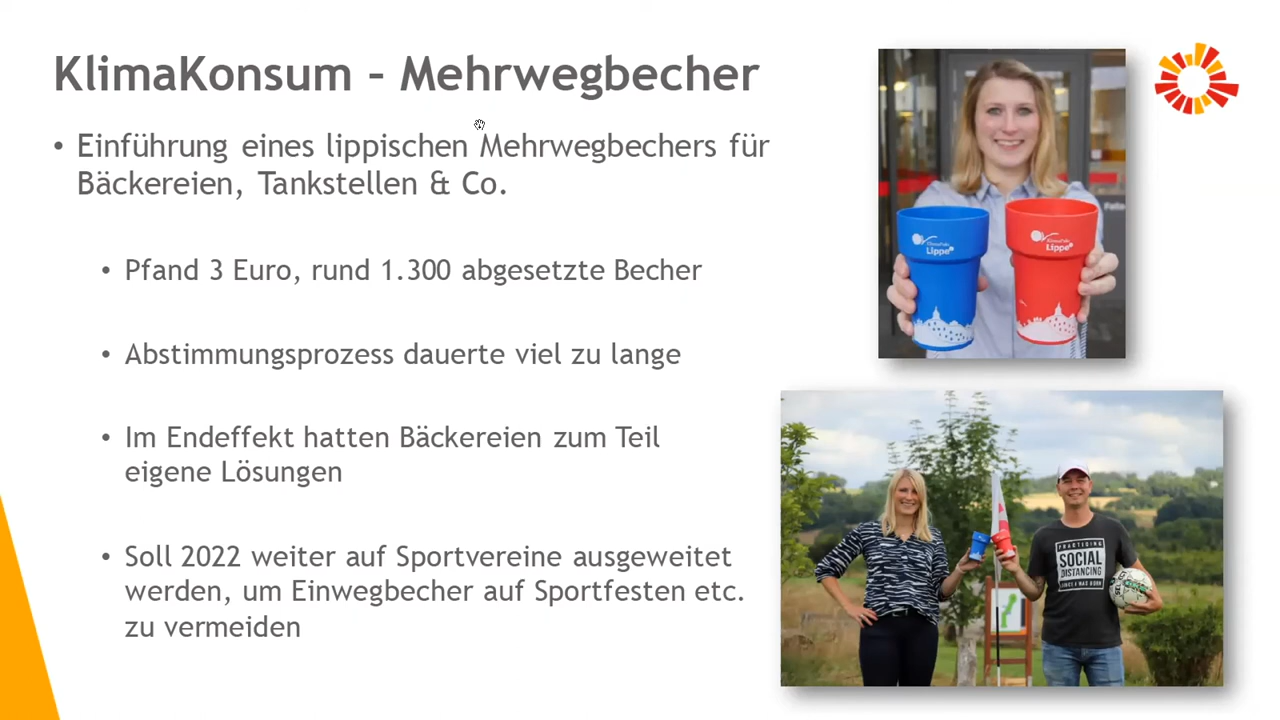 KlimaKonsum – Mehrwegbecher
• Einführung eines lippischen Mehrwegbechers für
Bäckereien, Tankstellen & Co.
• Pfand 3 Euro, rund 1.300 abgesetzte Becher
• Abstimmungsprozess dauerte viel zu lange
• Im Endeffekt hatten Bäckereien zum Teil
eigene Lösungen
• Soll 2022 weiter auf Sportvereine ausgeweitet
werden, um Einwegbecher auf Sportfesten etc.
zu vermeiden
Lippe
Lippe
PRACTICING
SOCIAL
DISTANCING